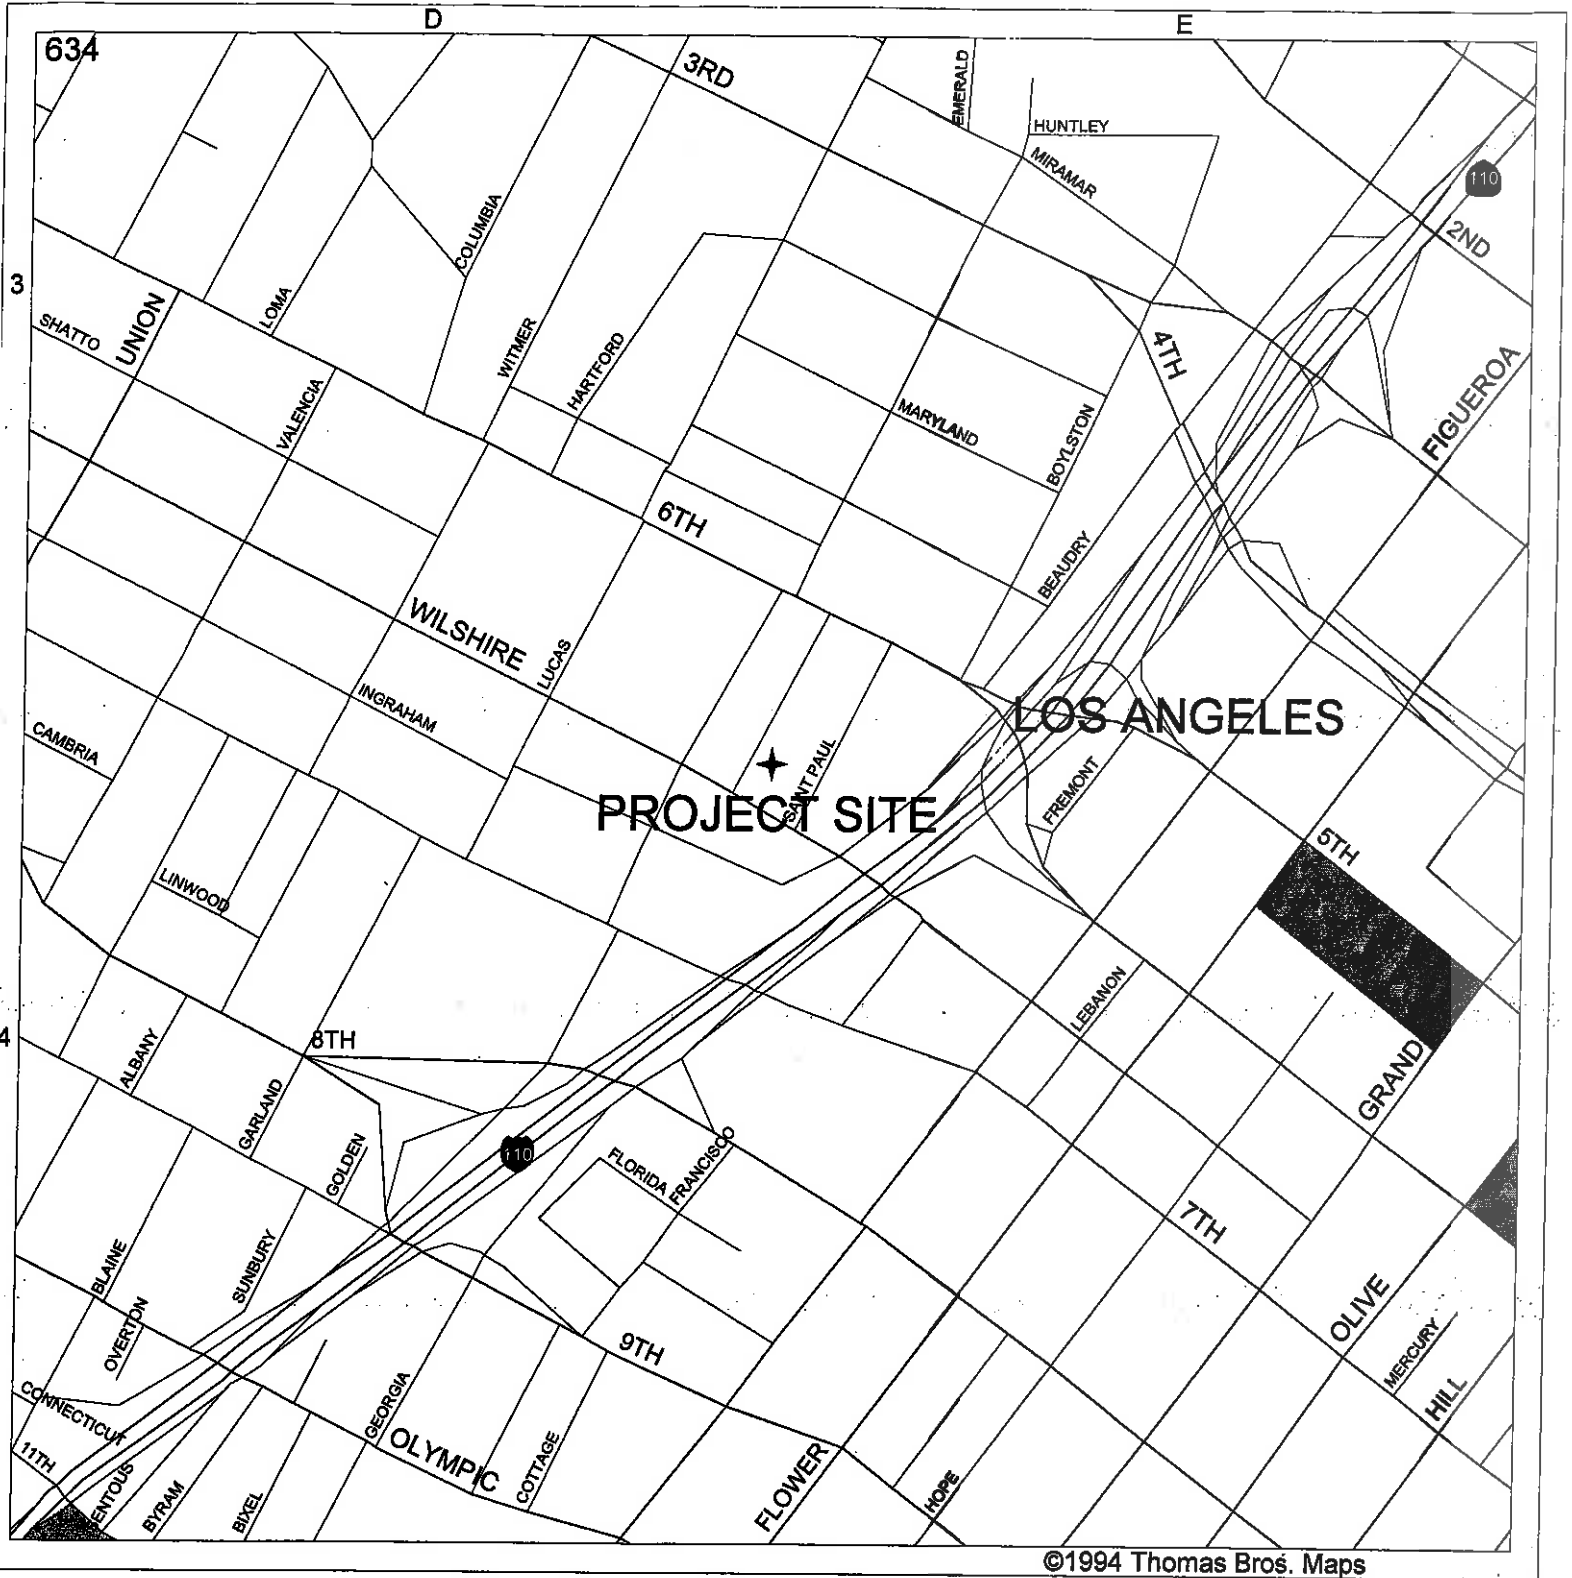 D
E
634
3RD
EMERALD
HUNTLEY
MIRAMAR
110
2ND
COLUMBIA
3
LOMA
UNION
SHATTO
WITMER
HARTFORD
4TH
FIGUEROA
VALENCIA
MARYLAND
BOYLSTON
6TH
BEAUDRY
WILSHIRE
LUCAS
INGRAHAM
LOS ANGELES
CAMBRIA
SAINT PAUL
FREMONT
PROJECT SITE
5TH
LINWOOD
LEBANON
4
8TH
ALBANY
GARLAND
GRAND
GOLDEN
110
FLORIDA
FRANCISCO
7TH
BLAINE
SUNBURY
OVERTON
OLIVE
9TH
MERCURY
CONNECTICUT
GEORGIA
HILL
11TH
OLYMPIC
COTTAGE
ENTOUS
BYRAM
BIXEL
FLOWER
HOPE
©1994 Thomas Bros. Maps